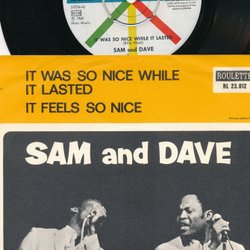 IT WAS SO NICE WHILE IT LASTED
SAM and DAVE
IT WAS SO NICE WHILE
IT LASTED
IT FEELS SO NICE
ROULETTE
RL 23.012
SAM and DAVE